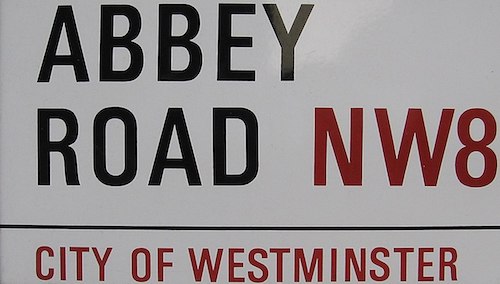 ABBEY
ROAD NW8
CITY OF WESTMINSTER